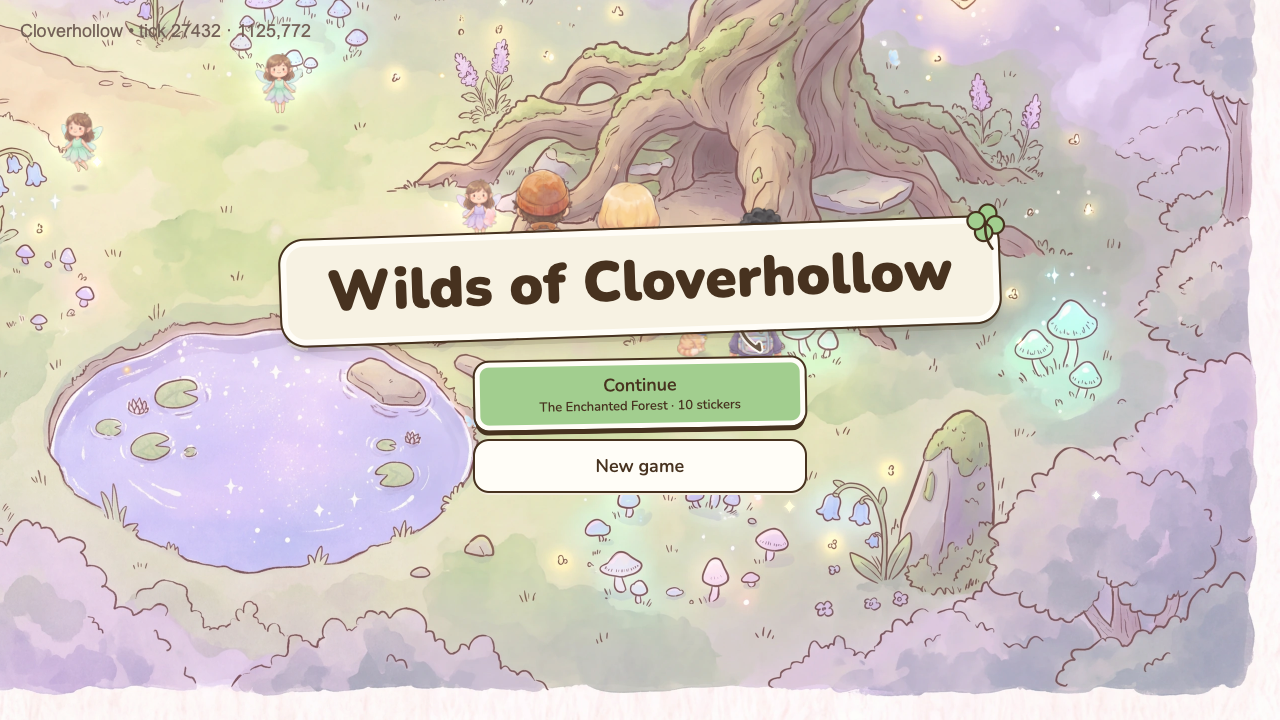 Cloverhollow • tick 27432 · 1125,772
Wilds of Cloverhollow
Continue
The Enchanted Forest · 10 stickers
New game